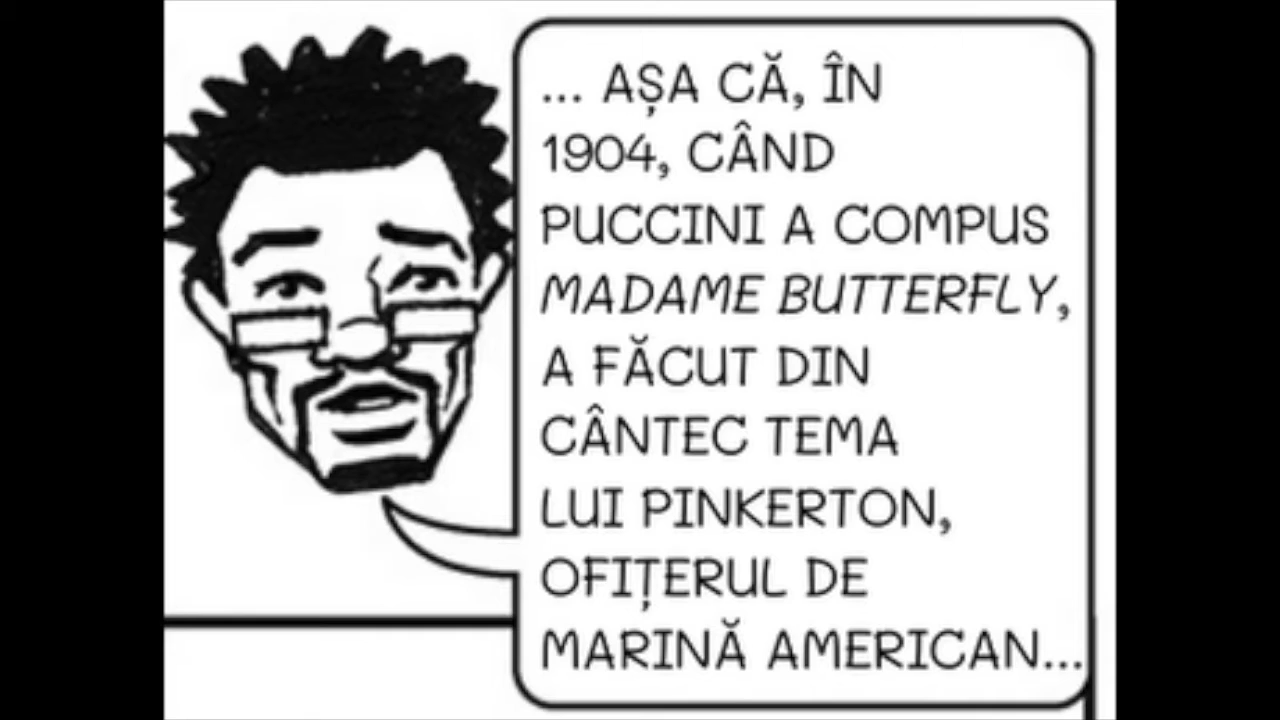 ... AȘA CĂ, ÎN
1904, CÂND
PUCCINI A COMPUS
MADAME BUTTERFLY,
A FĂCUT DIN
CÂNTEC TEMA
LUI PINKERTON,
OFIȚERUL DE
MARINĂ AMERICAN...